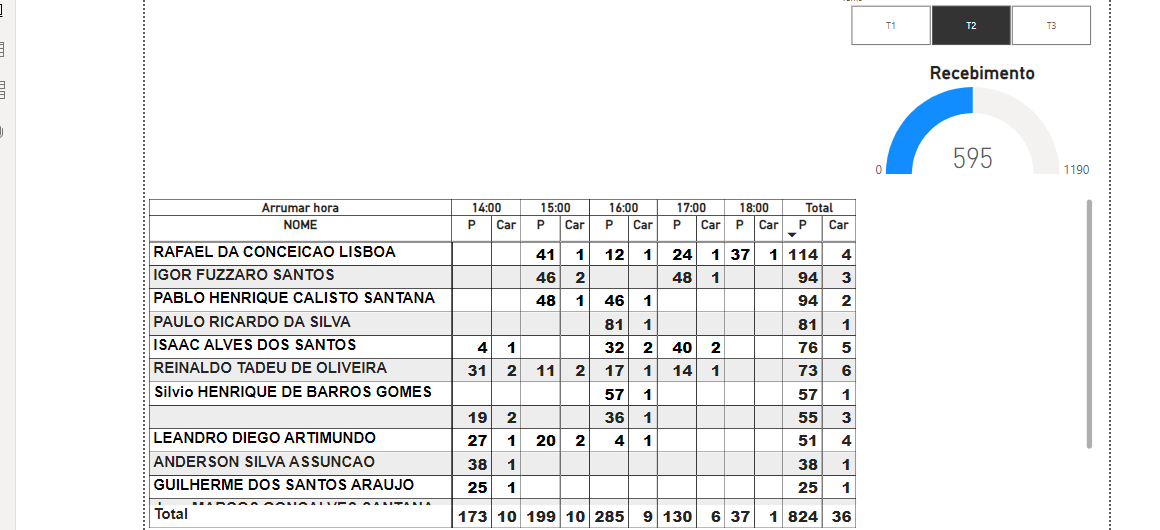 T1 T2 T3
Recebimento
595
0 1190
Arrumar hora 14:00 15:00 16:00 17:00 18:00 Total
NOME P Car P Car P Car P Car P Car P Car
RAFAEL DA CONCEICAO LISBOA 41 1 12 1 24 1 37 1 114 4
IGOR FUZZARO SANTOS 46 2 48 1 94 3
PABLO HENRIQUE CALISTO SANTANA 48 1 46 1 94 2
PAULO RICARDO DA SILVA 81 1 81 1
ISAAC ALVES DOS SANTOS 4 1 32 2 40 2 76 5
REINALDO TADEU DE OLIVEIRA 31 2 11 2 17 1 14 1 73 6
Silvio HENRIQUE DE BARROS GOMES 57 1 57 1
19 2 36 1 55 3
LEANDRO DIEGO ARTIMUNDO 27 1 20 2 4 1 51 4
ANDERSON SILVA ASSUNCAO 38 1 38 1
GUILHERME DOS SANTOS ARAUJO 25 1 25 1
Total 173 10 199 10 285 9 130 6 37 1 824 36